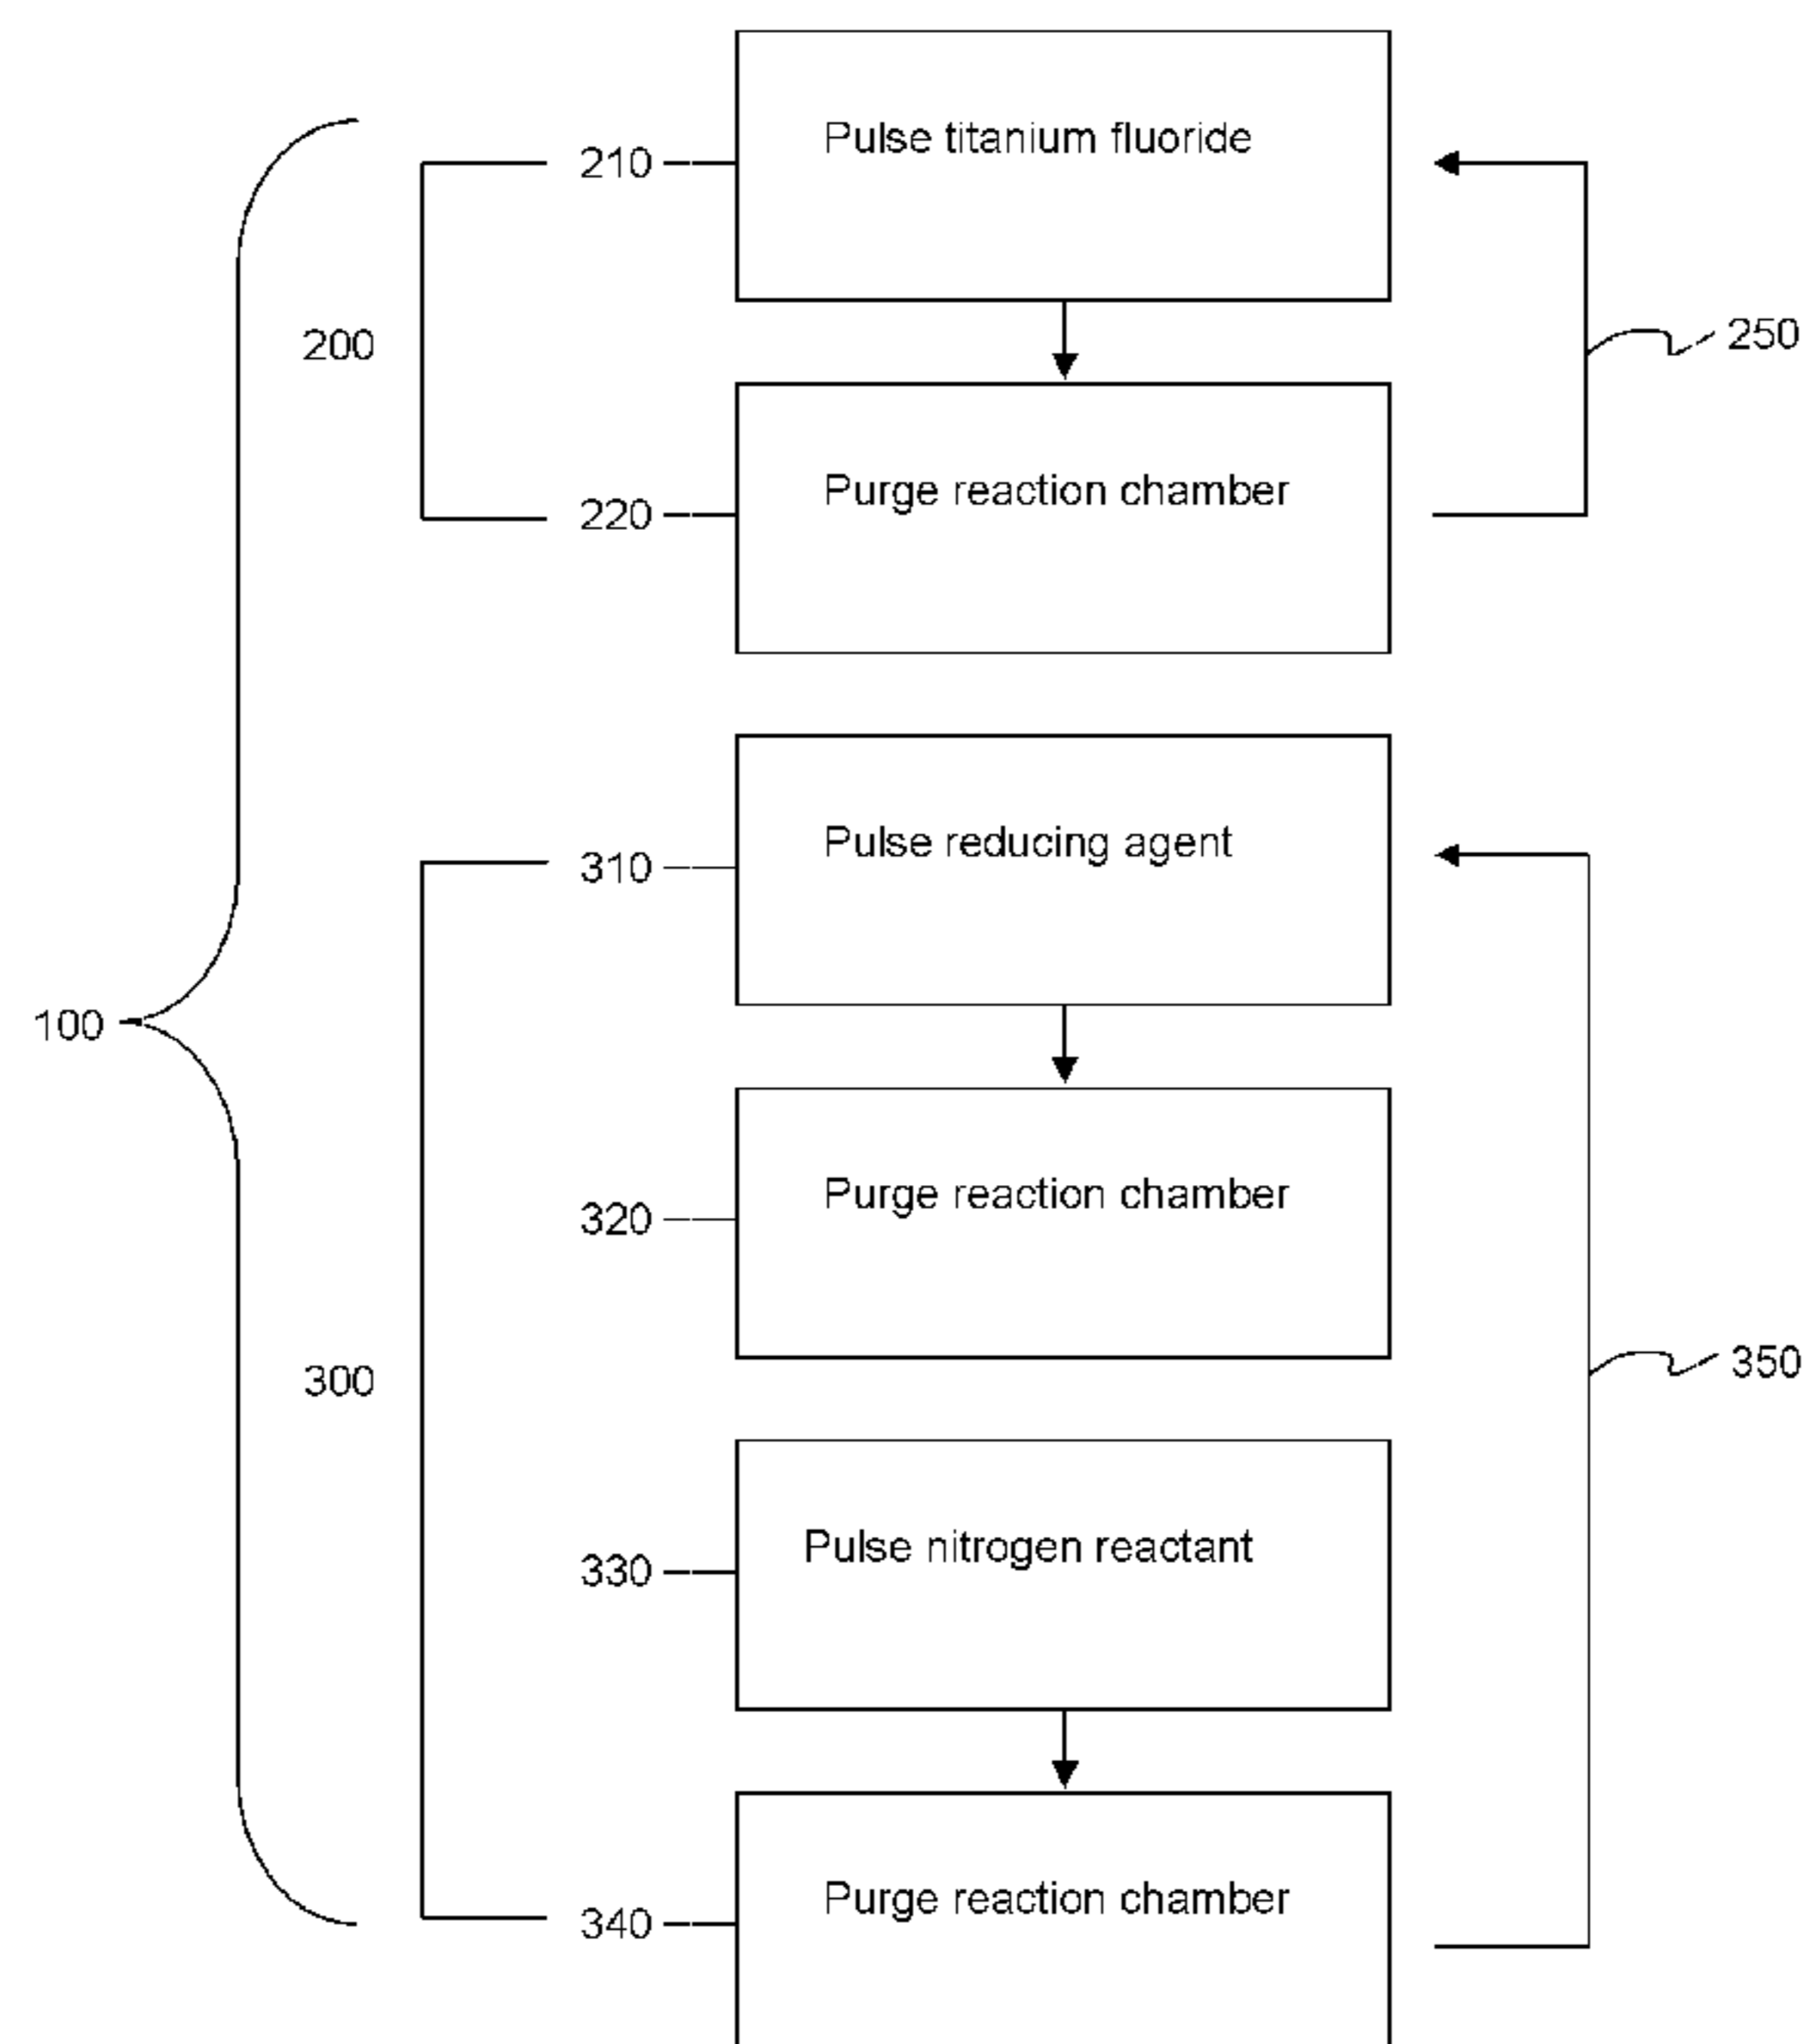 Pulse titanium fluoride
210
200
250
Purge reaction chamber
220
Pulse reducing agent
310
100
Purge reaction chamber
320
300
350
Pulse nitrogen reactant
330
Purge reaction chamber
340